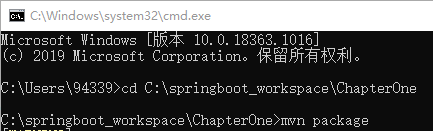 C:\Windows\system32\cmd.exe
Microsoft Windows [版本 10.0.18363.1016]
(c) 2019 Microsoft Corporation。保留所有权利。
C:\Users\94339>cd C:\springboot_workspace\ChapterOne
C:\springboot_workspace\ChapterOne>mvn package